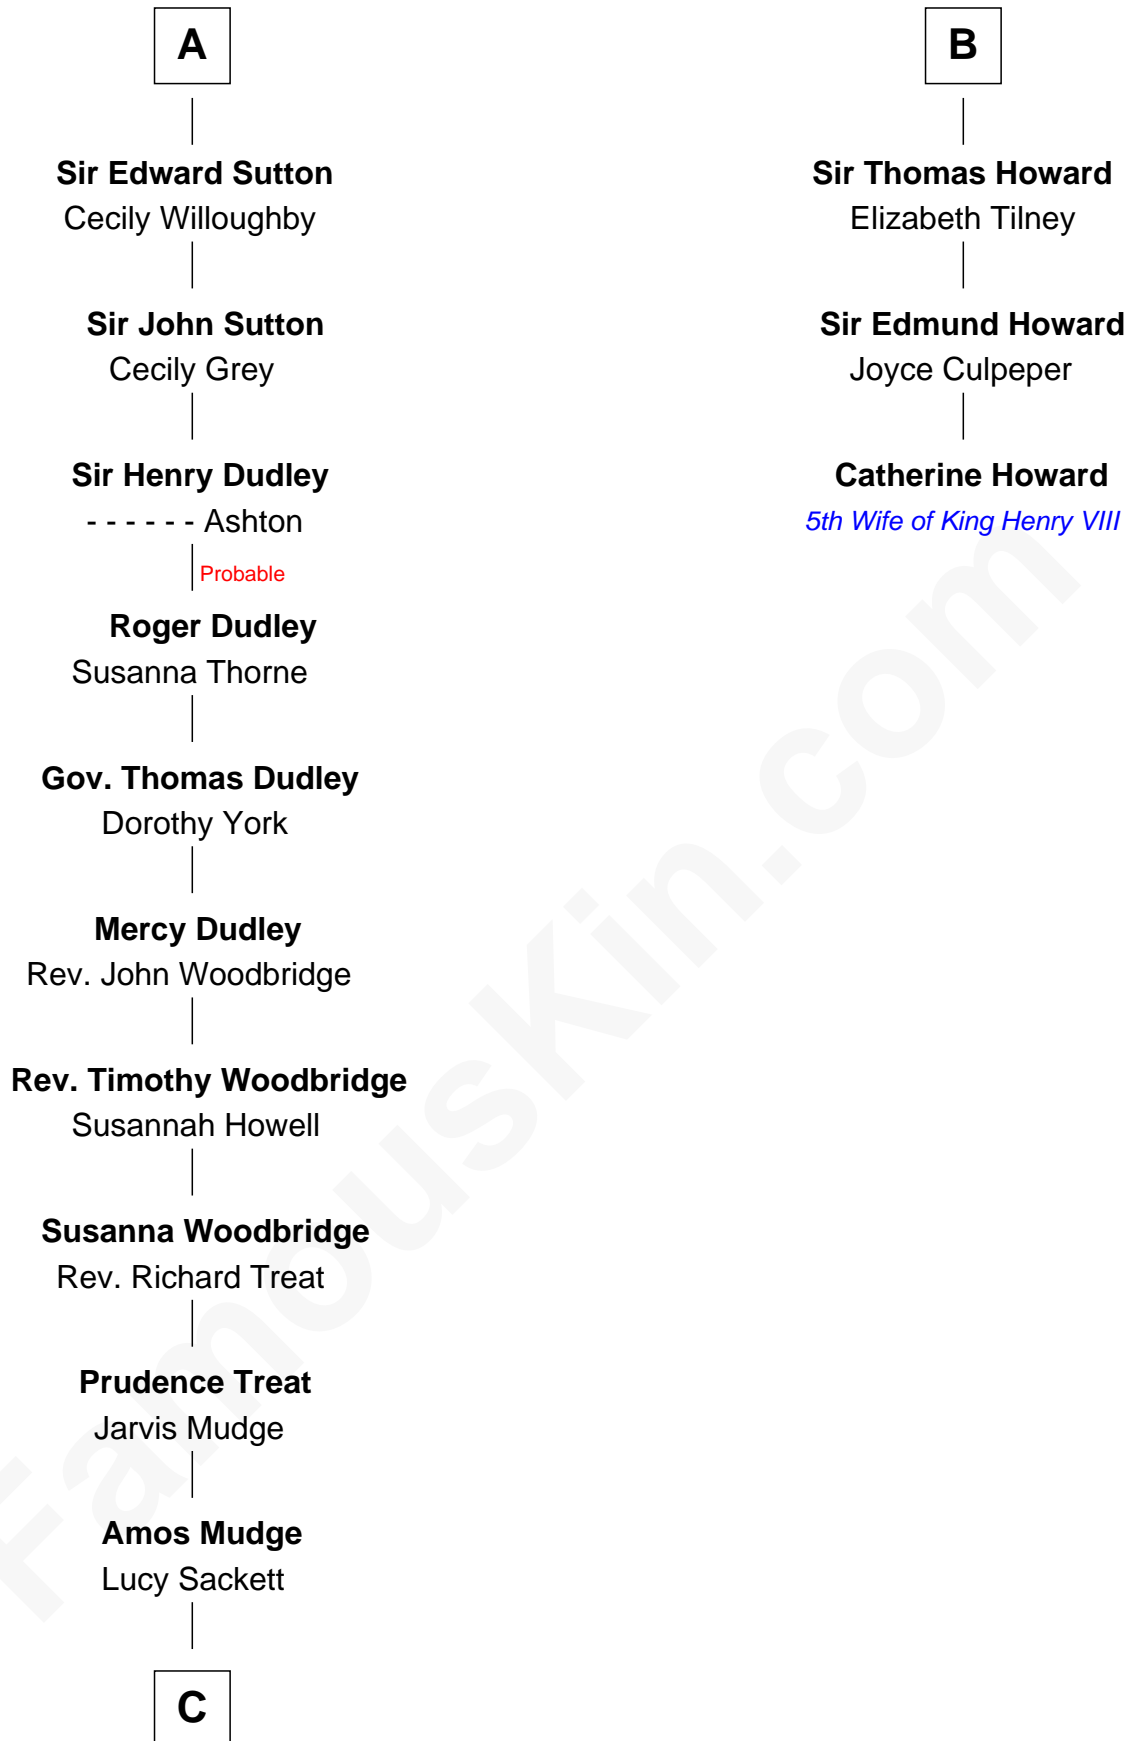 A
Sir Edward Sutton
Cecily Willoughby
Sir John Sutton
Cecily Grey
Sir Henry Dudley
- - - - - - Ashton
Probable
Roger Dudley
Susanna Thorne
Gov. Thomas Dudley
Dorothy York
Mercy Dudley
Rev. John Woodbridge
Rev. Timothy Woodbridge
Susannah Howell
Susanna Woodbridge
Rev. Richard Treat
Prudence Treat
Jarvis Mudge
Amos Mudge
Lucy Sackett
C
B
Sir Thomas Howard
Elizabeth Tilney
Sir Edmund Howard
Joyce Culpeper
Catherine Howard
5th Wife of King Henry VIII
FamousKin.com